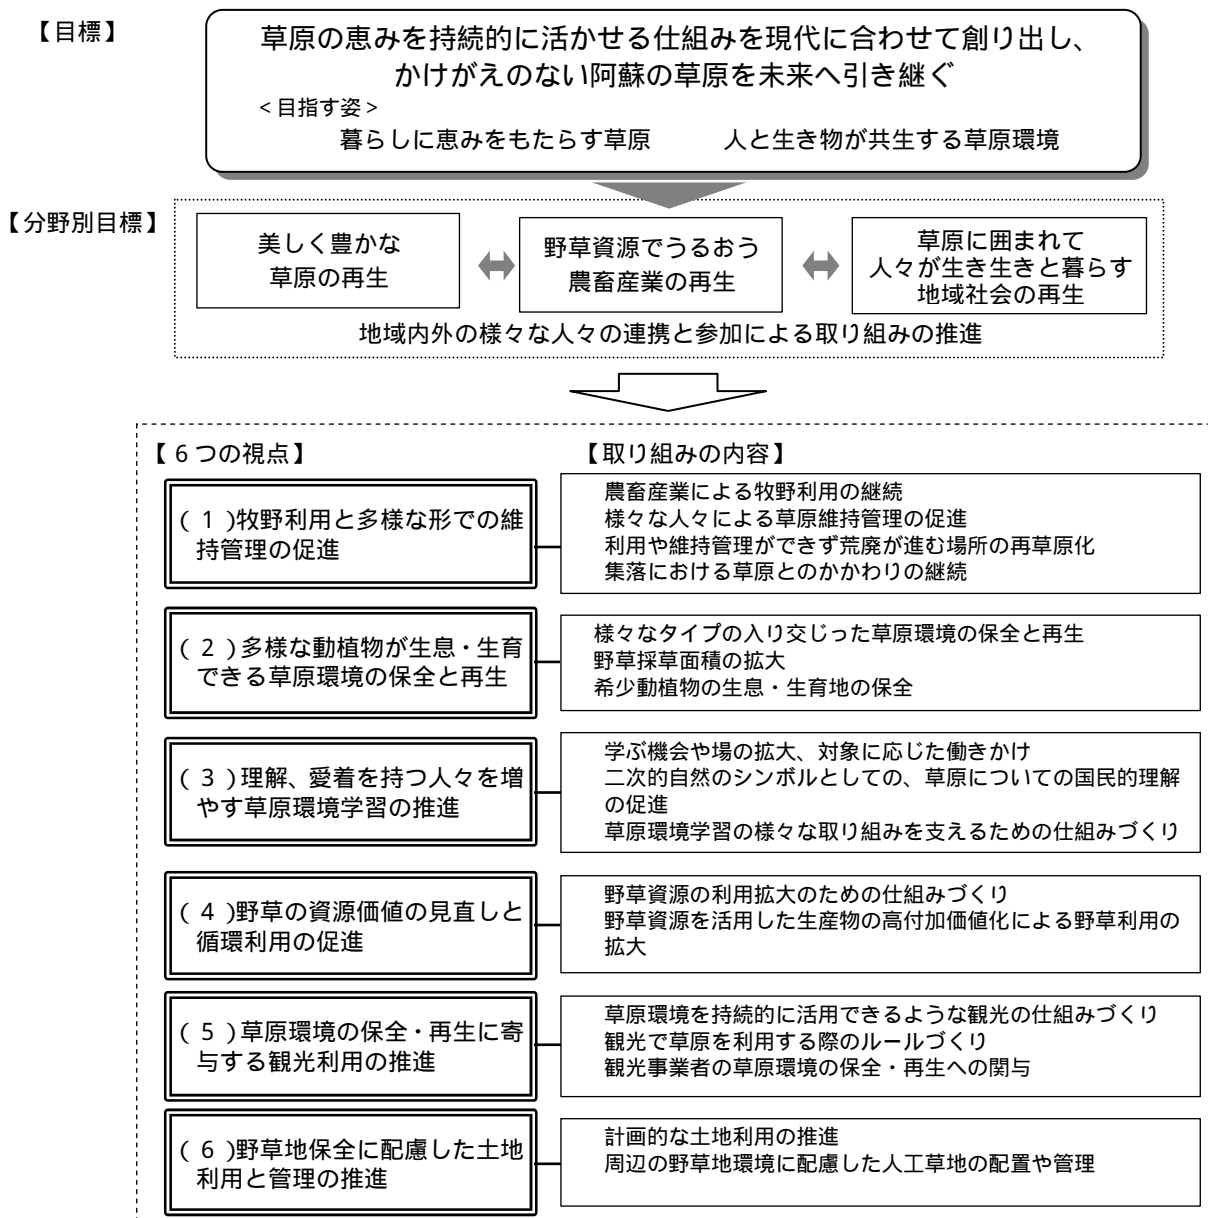 【目標】
草原の恵みを持続的に活かせる仕組みを現代に合わせて創り出し、
かけがえのない阿蘇の草原を未来へ引き継ぐ
＜目指す姿＞
暮らしに恵みをもたらす草原　　人と生き物が共生する草原環境
【分野別目標】
美しく豊かな
草原の再生
野草資源でうるおう
農畜産業の再生
草原に囲まれて
人々が生き生きと暮らす
地域社会の再生
地域内外の様々な人々の連携と参加による取り組みの推進
【６つの視点】
【取り組みの内容】
(１)牧野利用と多様な形での維
持管理の促進
農畜産業による牧野利用の継続
様々な人々による草原維持管理の促進
利用や維持管理ができず荒廃が進む場所の再草原化
集落における草原とのかかわりの継続
(２)多様な動植物が生息・生育
できる草原環境の保全と再生
様々なタイプの入り交じった草原環境の保全と再生
野草採草面積の拡大
希少動植物の生息・生育地の保全
(３)理解、愛着を持つ人々を増
やす草原環境学習の推進
学ぶ機会や場の拡大、対象に応じた働きかけ
二次的自然のシンボルとしての、草原についての国民的理解
の促進
草原環境学習の様々な取り組みを支えるための仕組みづくり
(４)野草の資源価値の見直しと
循環利用の促進
野草資源の利用拡大のための仕組みづくり
野草資源を活用した生産物の高付加価値化による野草利用の
拡大
(５)草原環境の保全・再生に寄
与する観光利用の推進
草原環境を持続的に活用できるような観光の仕組みづくり
観光で草原を利用する際のルールづくり
観光事業者の草原環境の保全・再生への関与
(６)野草地保全に配慮した土地
利用と管理の推進
計画的な土地利用の推進
周辺の野草地環境に配慮した人工草地の配置や管理